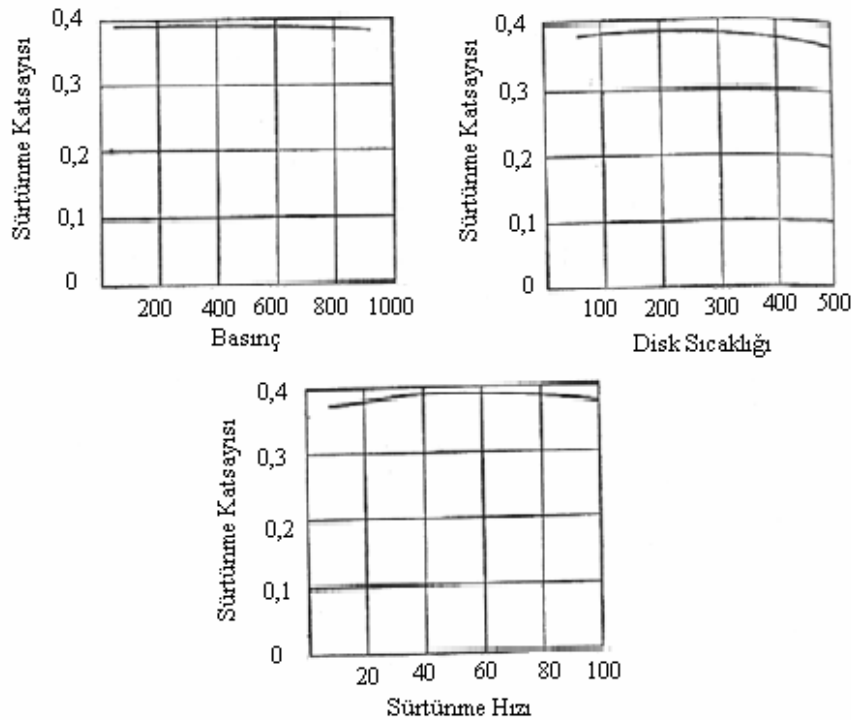 Sürtünme Katsayısı
0,4
0,3
0,2
0,1
0
200 400 600 800 1000
Basınç
Sürtünme Katsayısı
0,4
0,3
0,2
0,1
0
100 200 300 400 500
Disk Sıcaklığı
Sürtünme Katsayısı
0,4
0,3
0,2
0,1
0
20 40 60 80 100
Sürtünme Hızı